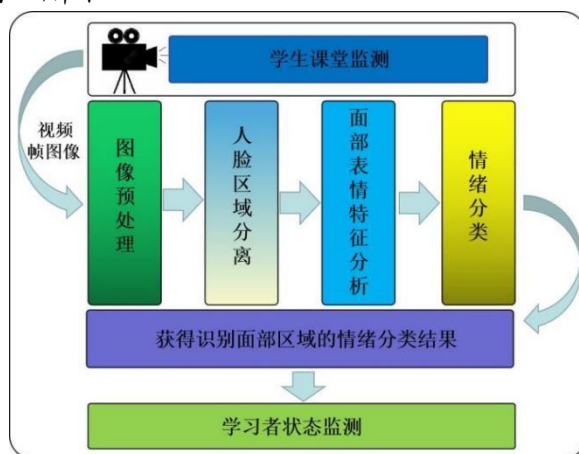 学生课堂监测
视频
帧图像
图像预处理
人脸区域分离
面部表情特征分析
情绪分类
获得识别面部区域的情绪分类结果
学习者状态监测